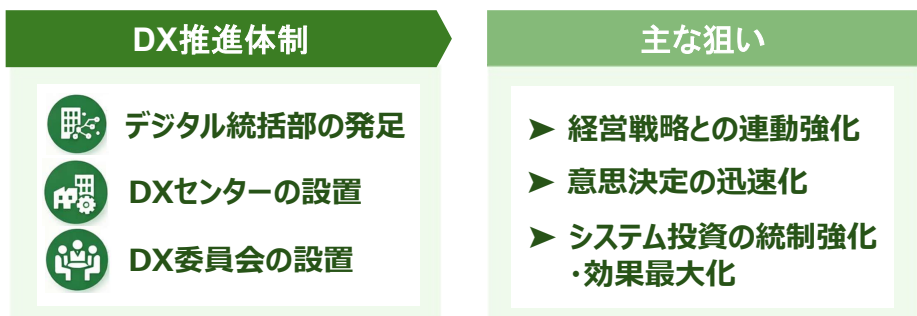 DX推進体制
デジタル統括部の発足
DXセンターの設置
DX委員会の設置
主な狙い
➤ 経営戦略との連動強化
➤ 意思決定の迅速化
➤ システム投資の統制強化
・効果最大化